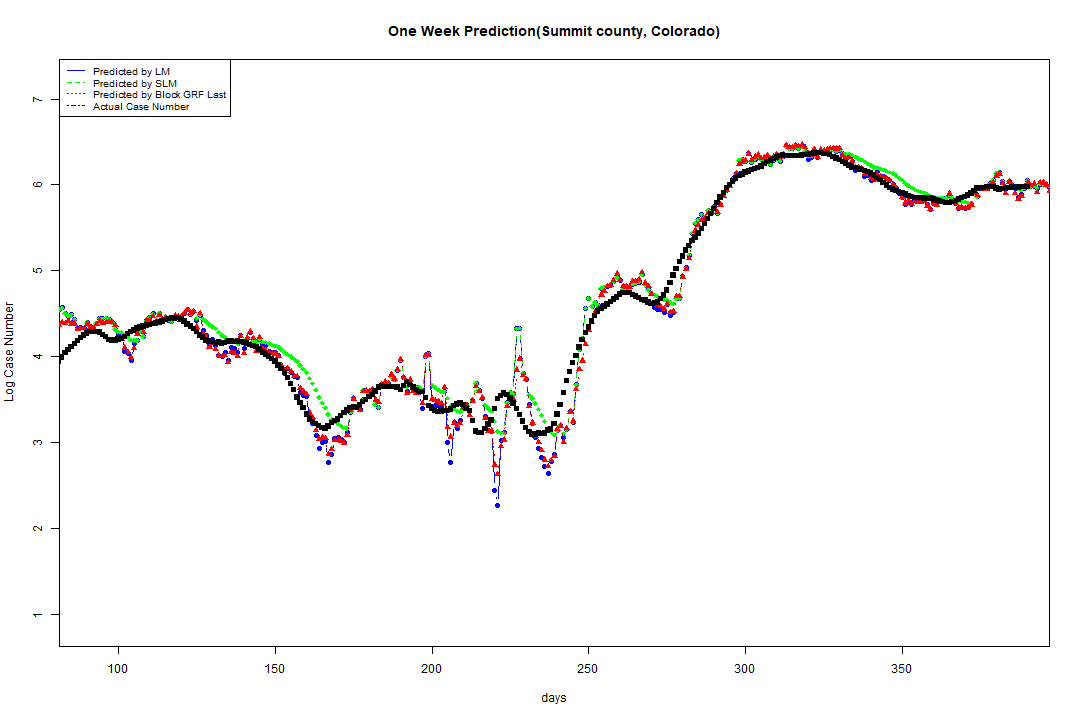 One Week Prediction(Summit county, Colorado)
Predicted by LM
Predicted by SLM
Predicted by Block GRF Last
Actual Case Number
7
6
5
4
3
2
1
Log Case Number
100 150 200 250 300 350
days